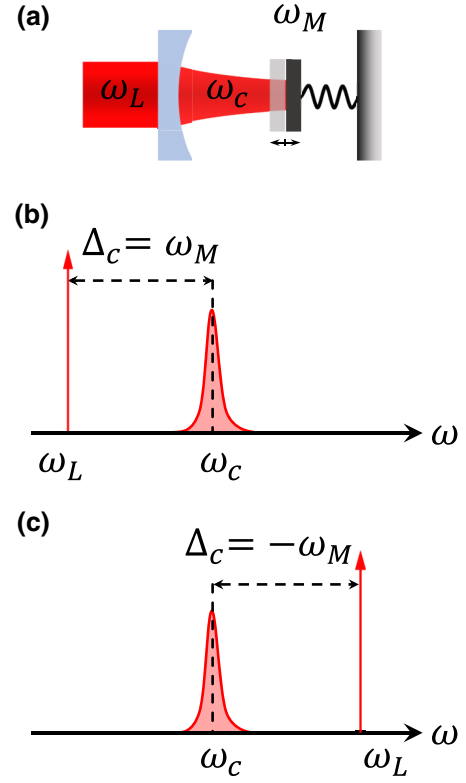 (a)
ω_M
ω_L ω_c
(b)
Δ_c = ω_M
ω
ω_L ω_c
(c)
Δ_c = −ω_M
ω
ω_c ω_L